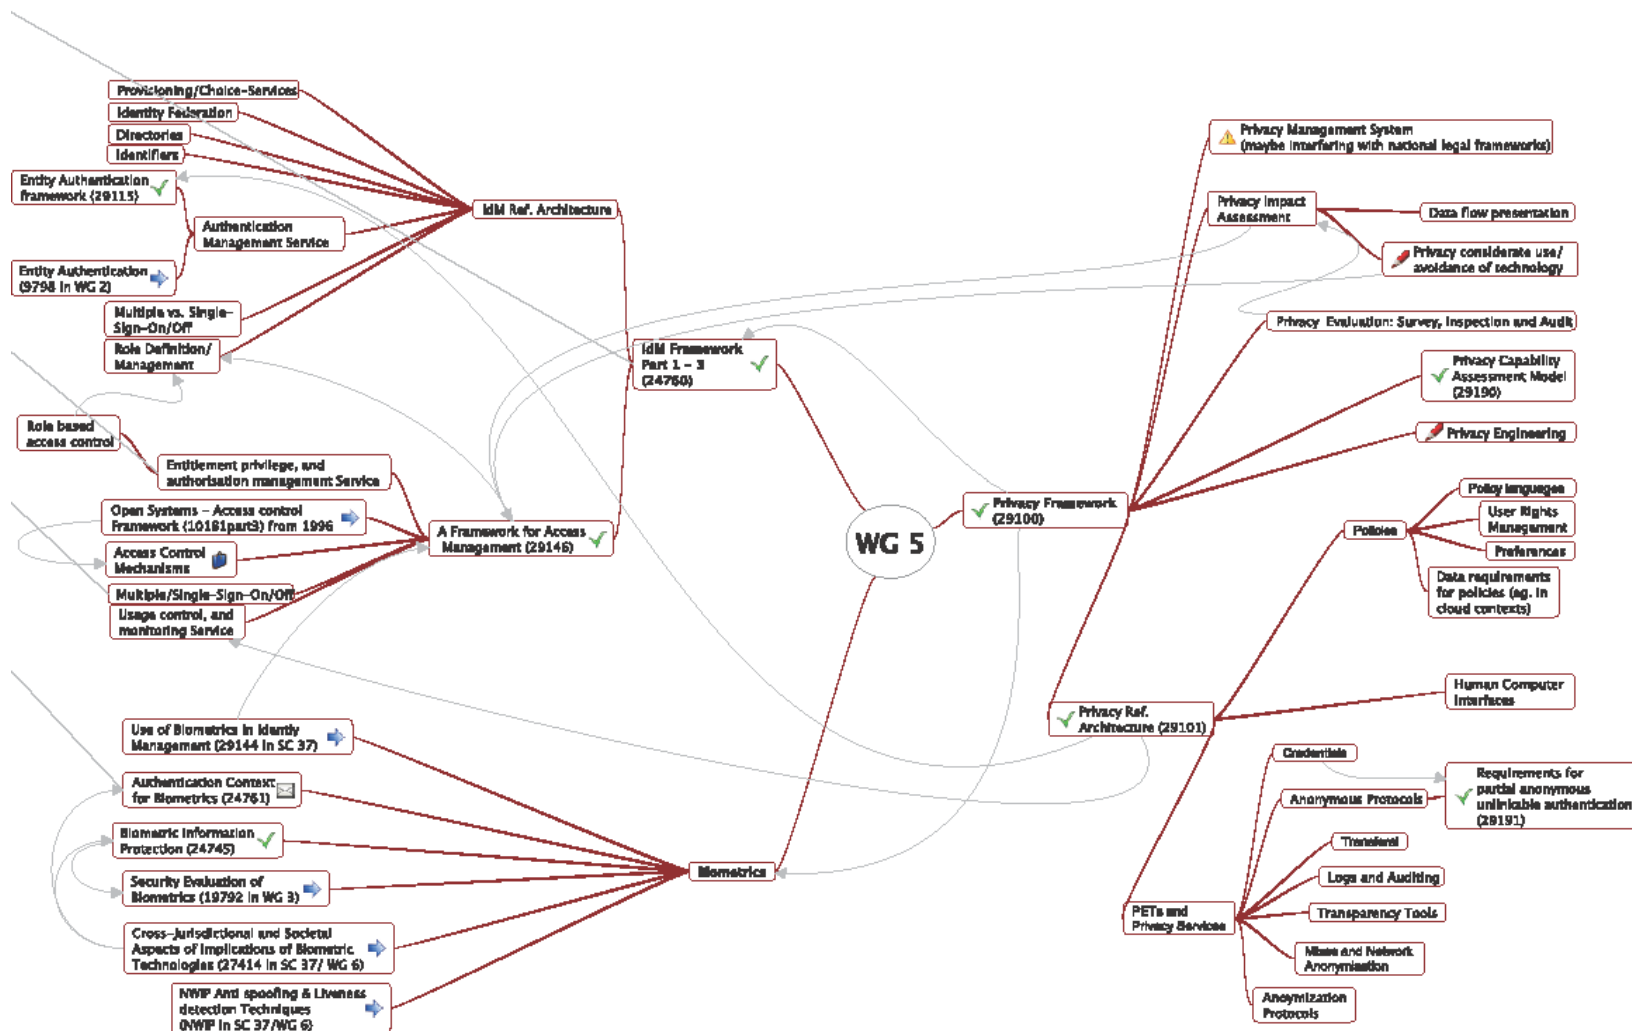 Provisioning/Choice-Services
Identity Federation
Directories
Identifiers
Entity Authentication
framework (29115)
Authentication
Management Service
Entity Authentication
(9798 in WG 2)
Multiple vs. Single-
Sign-On/Off
Role Definition/
Management
IdM Ref. Architecture
IdM Framework
Part 1 - 3
(24760)
Role based
access control
Entitlement privilege, and
authorisation management Service
Open Systems - Access control
Framework (10181part3) from 1996
Access Control
Mechanisms
Multiple/Single-Sign-On/Off
Usage control, and
monitoring Service
A Framework for Access
Management (29146)
WG 5
Use of Biometrics in Identiy
Management (29144 in SC 37)
Authentication Context
for Biometrics (24761)
Biometric Information
Protection (24745)
Security Evaluation of
Biometrics (19792 in WG 3)
Cross-Jurisdictional and Societal
Aspects of Implications of Biometric
Technologies (27414 in SC 37/ WG 6)
NWIP Anti spoofing & Liveness
detection Techniques
(NWIP in SC 37/WG 6)
Biometrics
Privacy Framework
(29100)
Privacy Management System
(maybe interfering with national legal frameworks)
Privacy Impact
Assessment
Data flow presentation
Privacy considerate use/
avoidance of technology
Privacy Evaluation: Survey, Inspection and Audit
Privacy Capability
Assessment Model
(29190)
Privacy Engineering
Policies
Policy languages
User Rights
Management
Preferences
Data requirements
for policies (eg. in
cloud contexts)
Privacy Ref.
Architecture (29101)
Human Computer
Interfaces
Credentials
Anonymous Protocols
Requirements for
partial anonymous
unlinkable authentication
(29191)
Transferal
Logs and Auditing
PETs and
Privacy Services
Transparency Tools
Mixes and Network
Anonymisation
Anoymization
Protocols